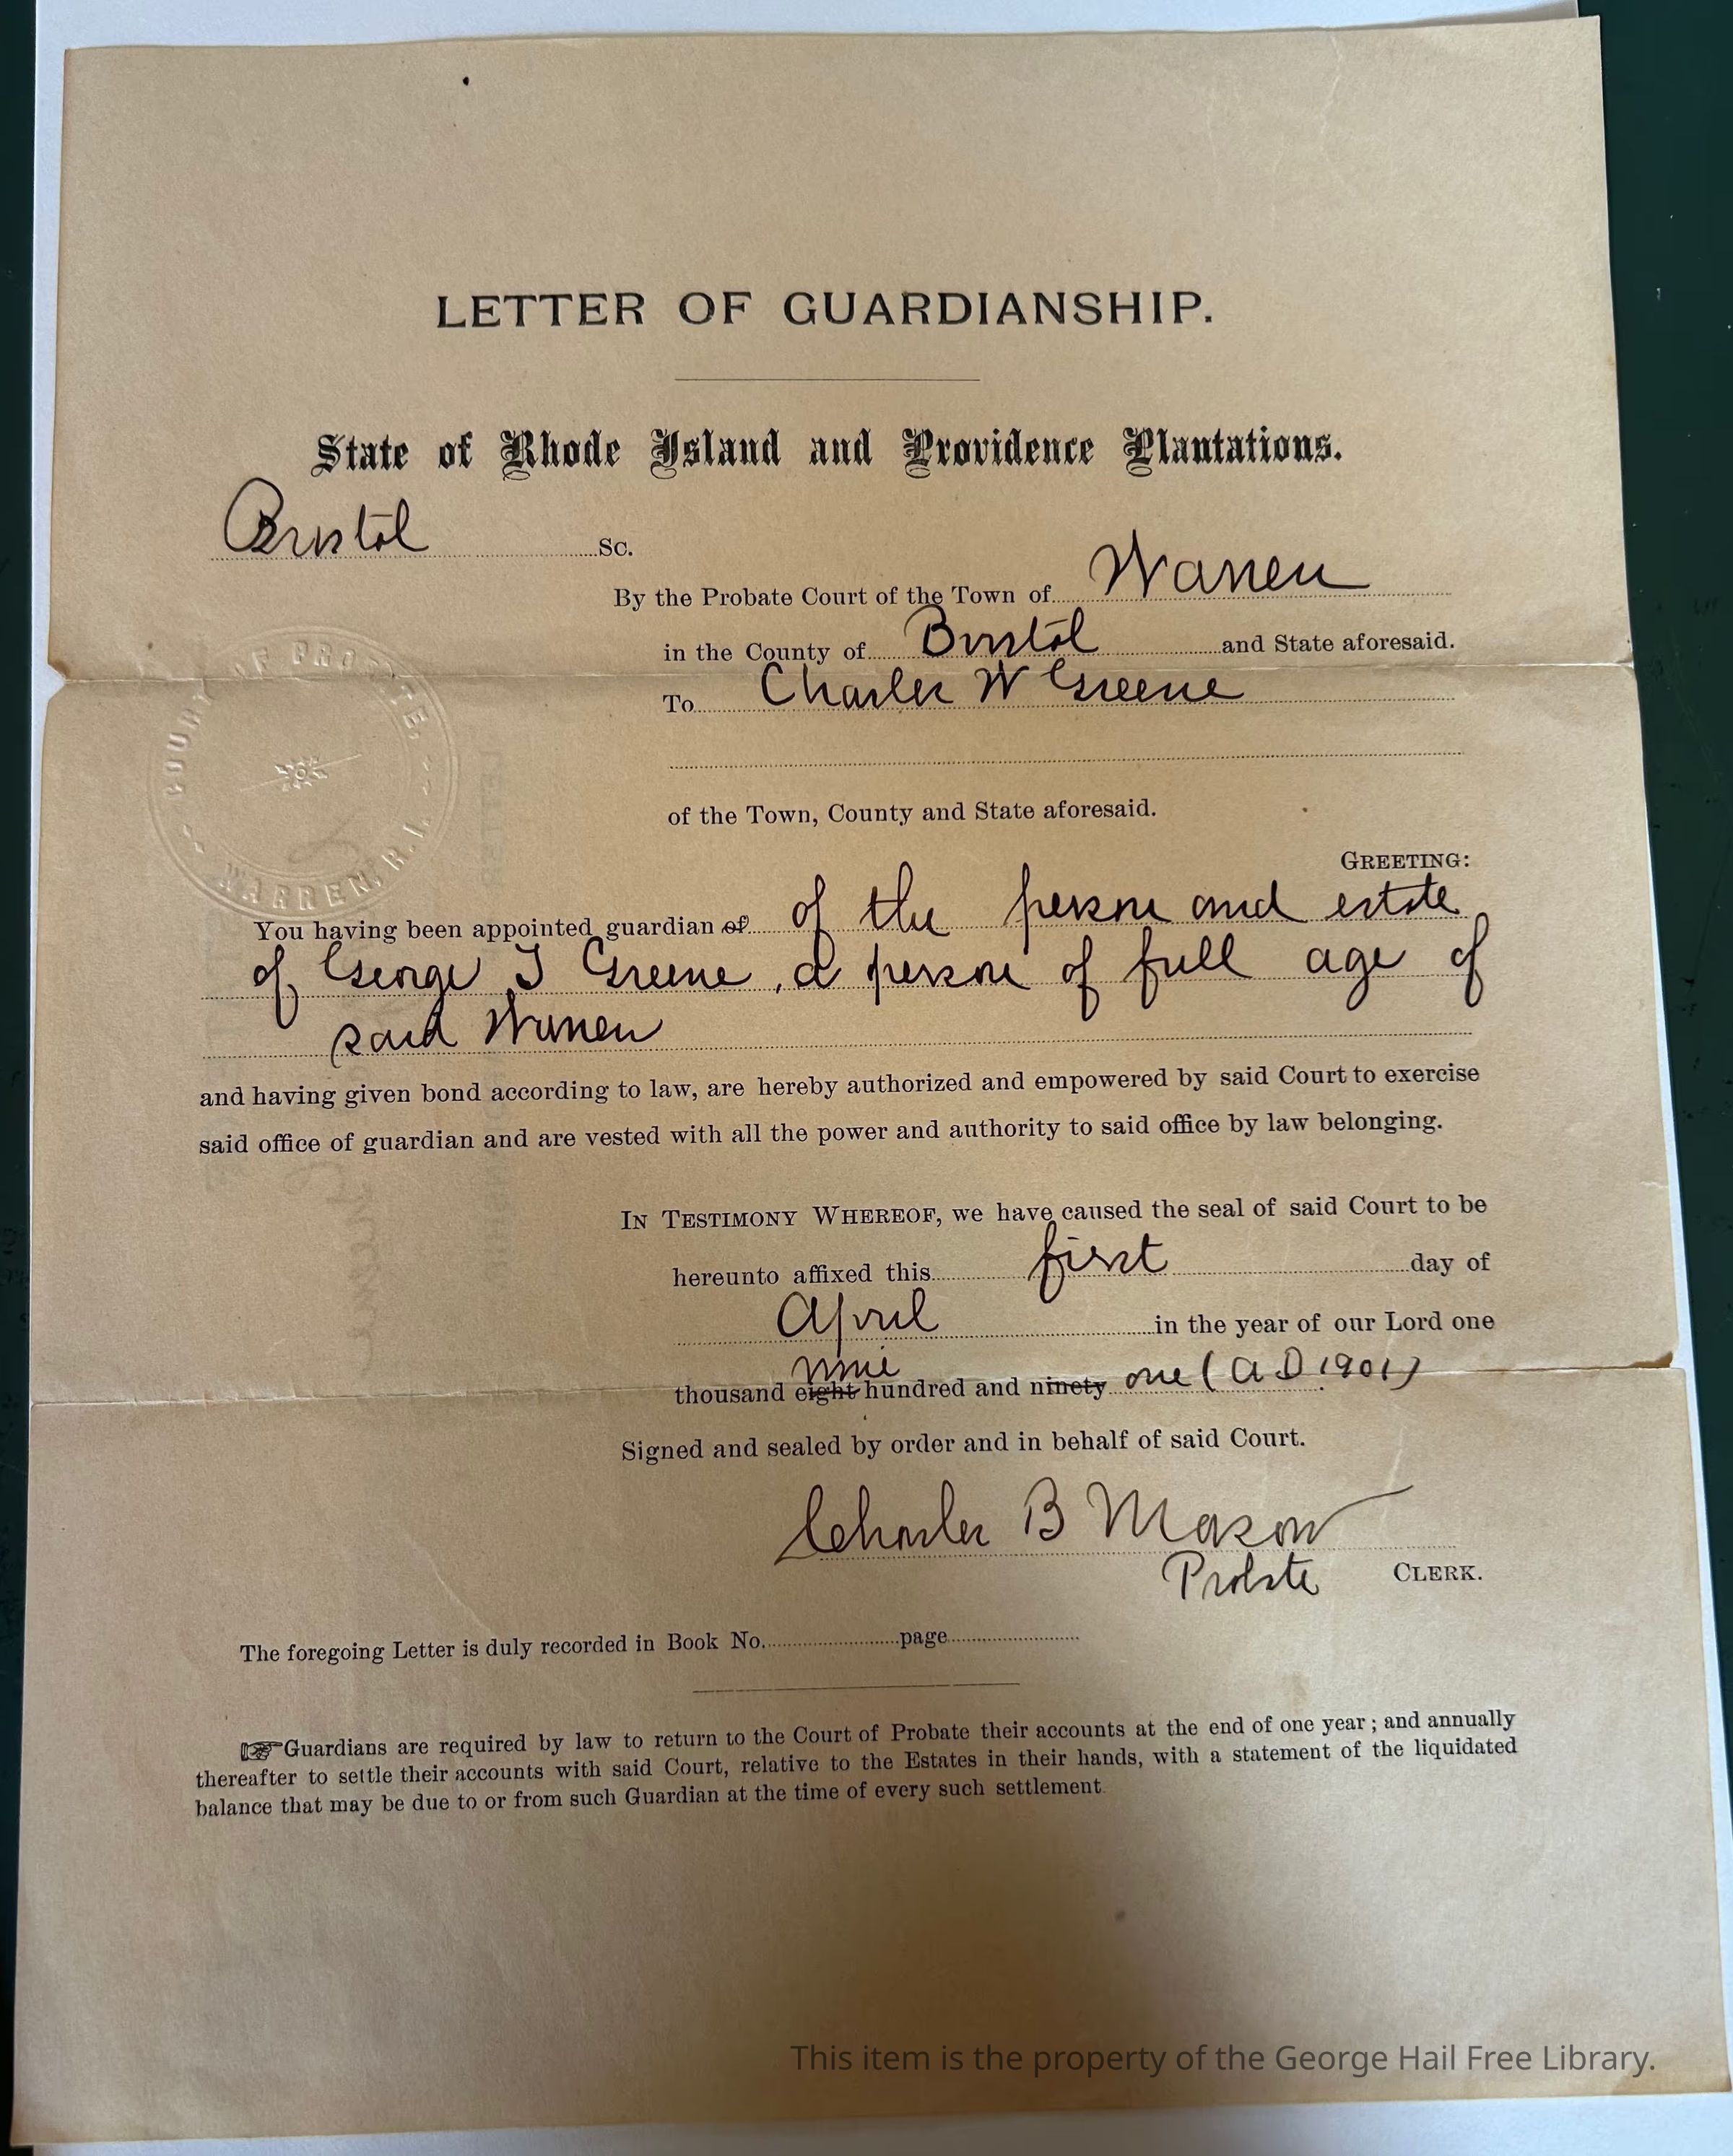 LETTER OF GUARDIANSHIP.
State of Rhode Island and Providence Plantations.
Bristol Sc.
By the Probate Court of the Town of Warren
in the County of Bristol and State aforesaid.
To Charles W Greene
of the Town, County and State aforesaid.
COURT OF PROBATE
WARREN, R.I.
GREETING:
You having been appointed guardian of of the person and estate
of George T Greene, a person of full age of
said Warren
and having given bond according to law, are hereby authorized and empowered by said Court to exercise
said office of guardian and are vested with all the power and authority to said office by law belonging.
IN TESTIMONY WHEREOF, we have caused the seal of said Court to be
hereunto affixed this first day of
April in the year of our Lord one
nine
thousand eight hundred and ninety one (A D 1901)
Signed and sealed by order and in behalf of said Court.
Charles B Mason
Probate CLERK.
The foregoing Letter is duly recorded in Book No. page
☞Guardians are required by law to return to the Court of Probate their accounts at the end of one year; and annually
thereafter to settle their accounts with said Court, relative to the Estates in their hands, with a statement of the liquidated
balance that may be due to or from such Guardian at the time of every such settlement.
This item is the property of the George Hail Free Library.